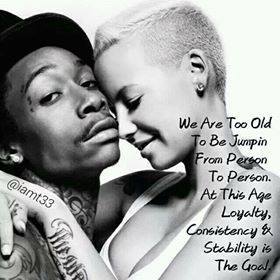 We Are Too Old
To Be Jumpin
From Person
To Person.
At This Age
Loyalty,
Consistency &
Stability is
The Goal
@iamt33